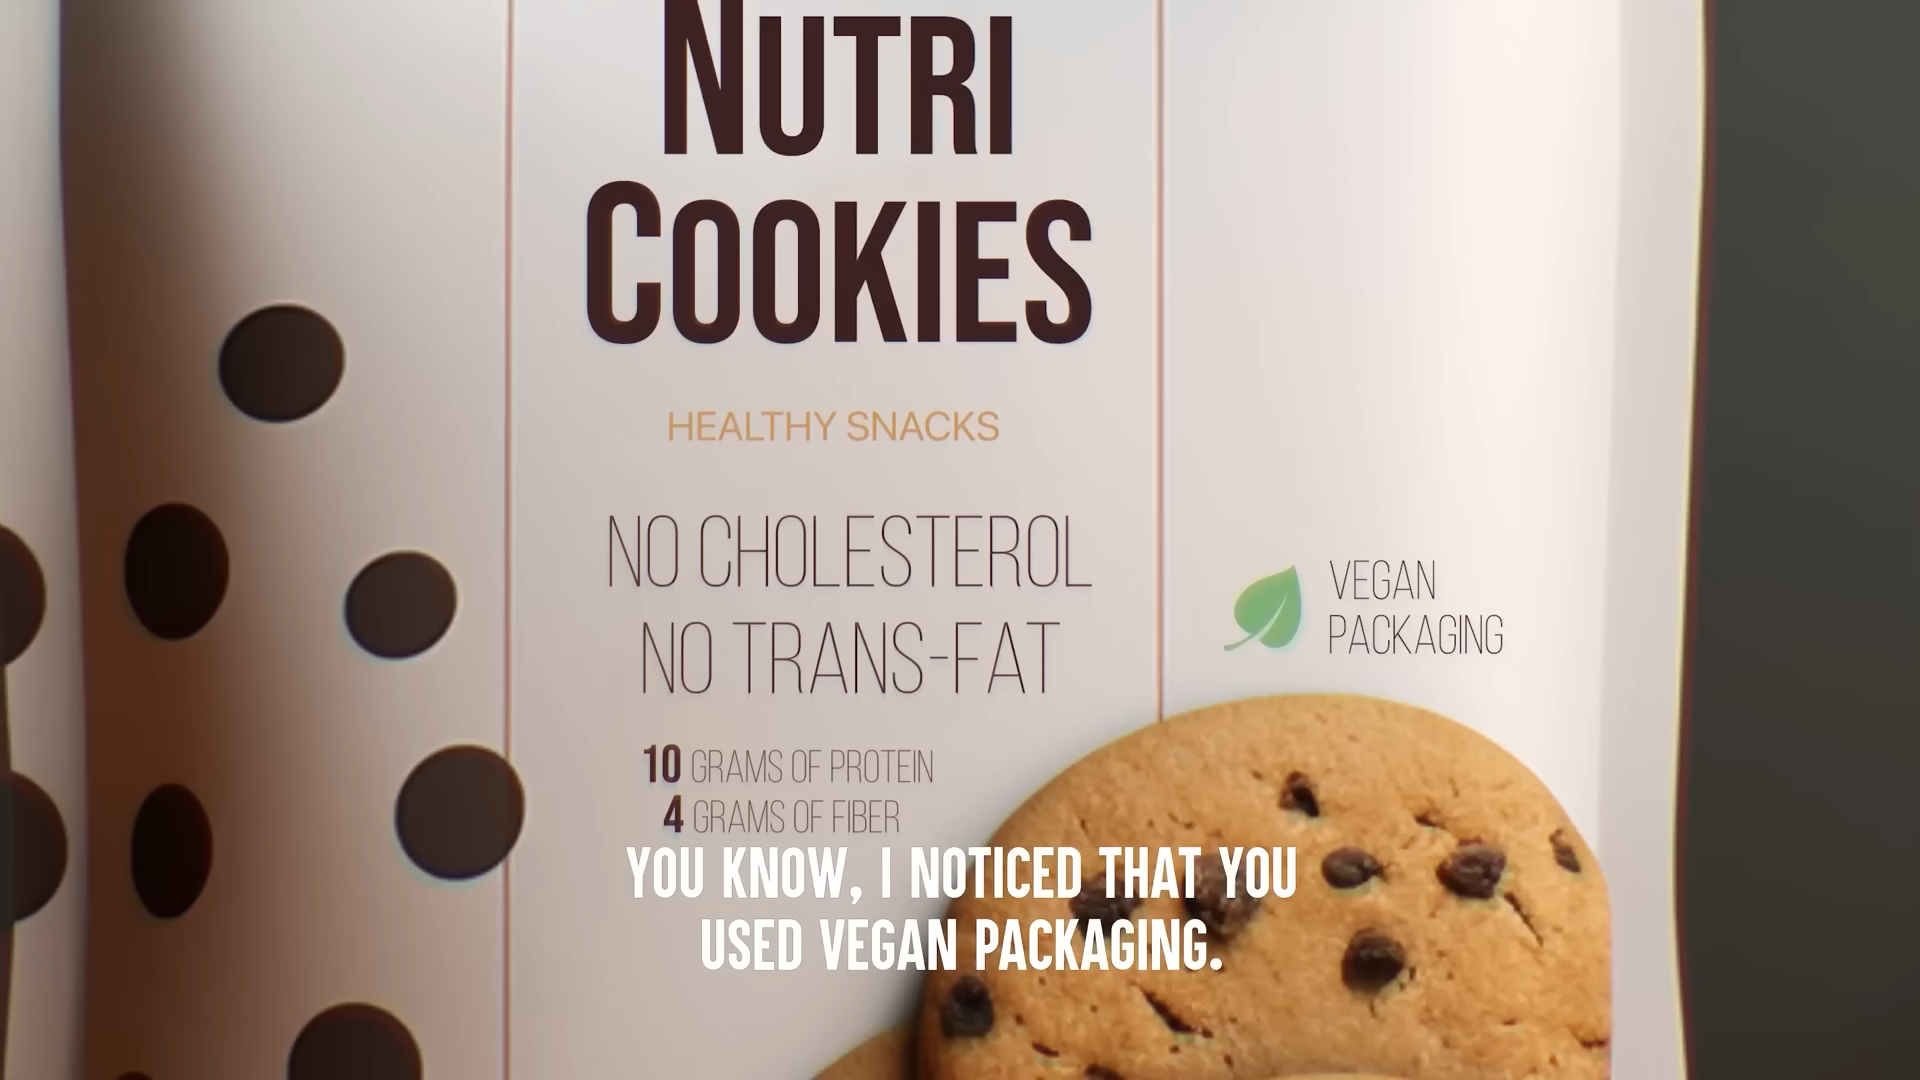 NUTRI
COOKIES
HEALTHY SNACKS
NO CHOLESTEROL
NO TRANS-FAT
10 GRAMS OF PROTEIN
4 GRAMS OF FIBER
VEGAN
PACKAGING
YOU KNOW, I NOTICED THAT YOU
USED VEGAN PACKAGING.